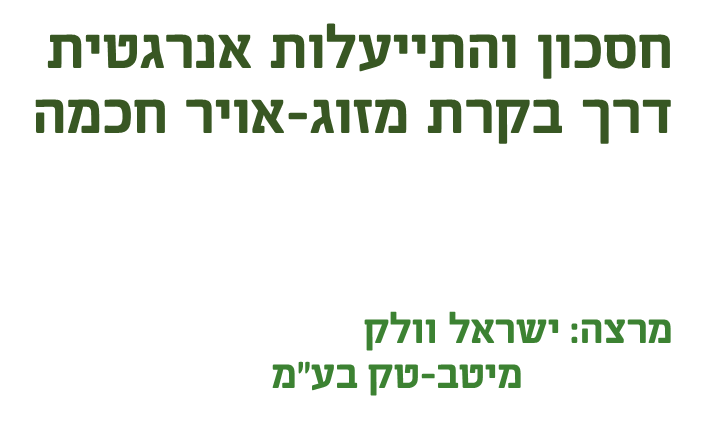 חסכון והתייעלות אנרגטית
דרך בקרת מזוג-אויר חכמה
מרצה: ישראל וולק
מיטב-טק בע"מ